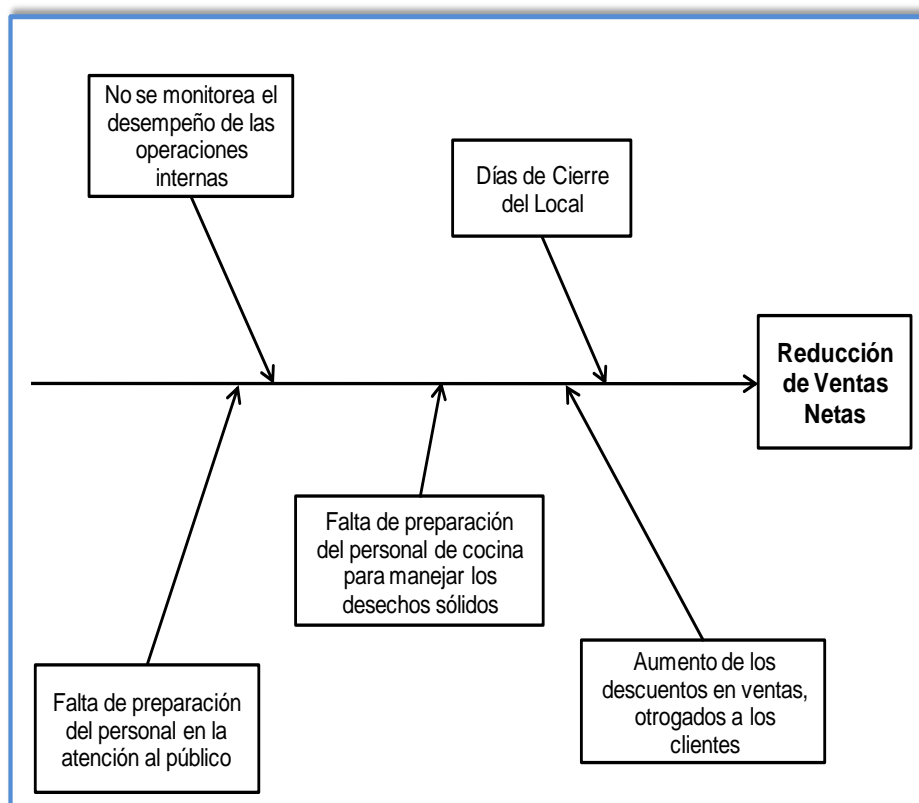 No se monitorea el
desempeño de las
operaciones
internas
Días de Cierre
del Local
Reducción
de Ventas
Netas
Falta de preparación
del personal de cocina
para manejar los
desechos sólidos
Falta de preparación
del personal en la
atención al público
Aumento de los
descuentos en ventas,
otrogados a los
clientes